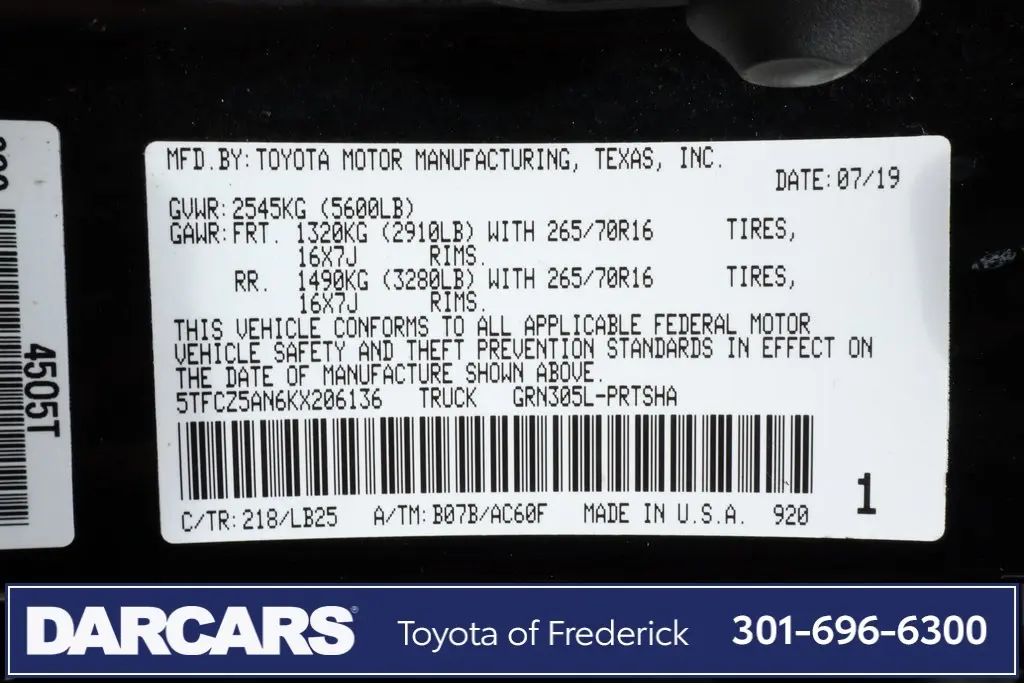 MFD.BY: TOYOTA MOTOR MANUFACTURING, TEXAS, INC.
DATE: 07/19
GVWR: 2545KG (5600LB)
GAWR: FRT. 1320KG (2910LB) WITH 265/70R16 TIRES,
16X7J RIMS.
RR. 1490KG (3280LB) WITH 265/70R16 TIRES,
16X7J RIMS.
THIS VEHICLE CONFORMS TO ALL APPLICABLE FEDERAL MOTOR
VEHICLE SAFETY AND THEFT PREVENTION STANDARDS IN EFFECT ON
THE DATE OF MANUFACTURE SHOWN ABOVE.
5TFCZ5AN6KX206136 TRUCK GRN305L-PRTSHA
C/TR: 218/LB25 A/TM: B07B/AC60F MADE IN U.S.A. 920
1
4505T
DARCARS® Toyota of Frederick 301-696-6300